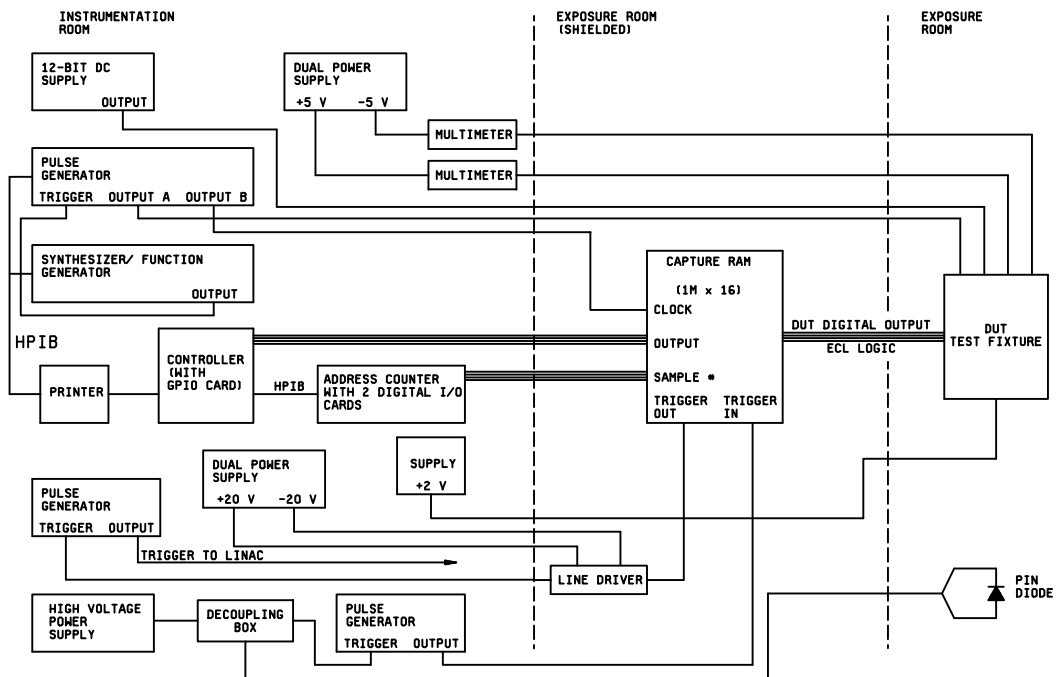 INSTRUMENTATION
ROOM
EXPOSURE ROOM
(SHIELDED)
EXPOSURE
ROOM
12-BIT DC
SUPPLY
OUTPUT
DUAL POWER
SUPPLY
+5 V -5 V
MULTIMETER
MULTIMETER
PULSE
GENERATOR
TRIGGER OUTPUT A OUTPUT B
SYNTHESIZER/ FUNCTION
GENERATOR
OUTPUT
HPIB
PRINTER
CONTROLLER
(WITH
GPIO CARD)
HPIB
ADDRESS COUNTER
WITH 2 DIGITAL I/O
CARDS
CAPTURE RAM
(1M x 16)
CLOCK
OUTPUT
SAMPLE *
TRIGGER
OUT
TRIGGER
IN
DUT DIGITAL OUTPUT
ECL LOGIC
DUT
TEST FIXTURE
DUAL POWER
SUPPLY
+20 V -20 V
SUPPLY
+2 V
PULSE
GENERATOR
TRIGGER OUTPUT
TRIGGER TO LINAC
LINE DRIVER
HIGH VOLTAGE
POWER
SUPPLY
DECOUPLING
BOX
PULSE
GENERATOR
TRIGGER OUTPUT
PIN
DIODE